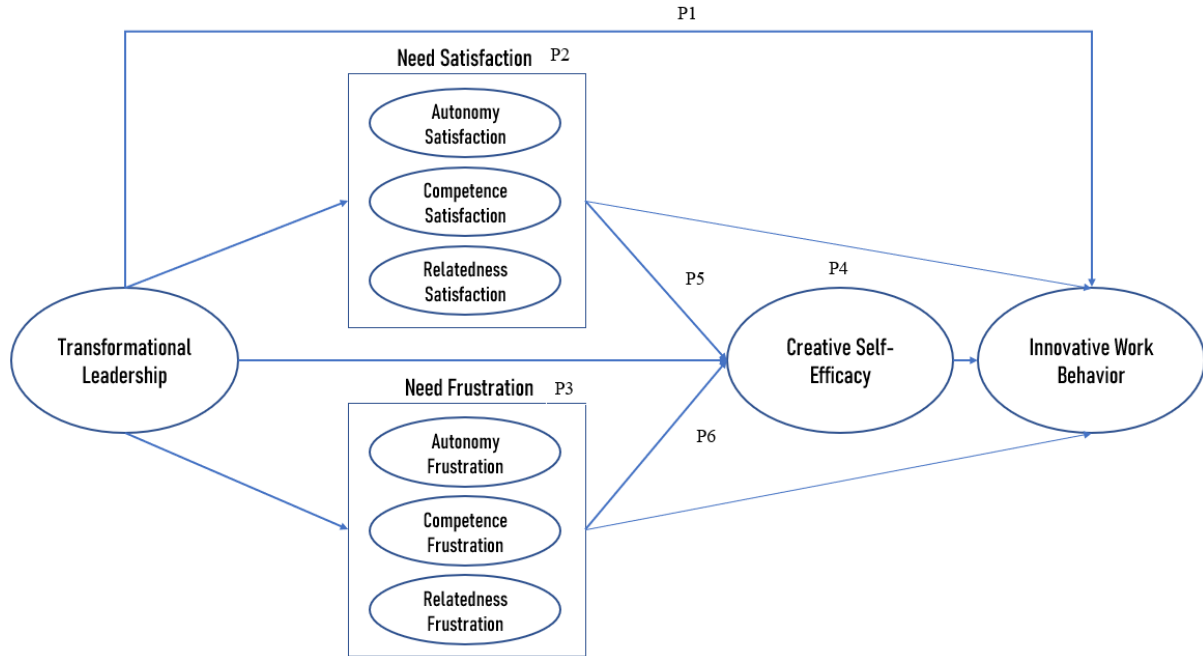 P1
Need Satisfaction P2
Autonomy
Satisfaction
Competence
Satisfaction
Relatedness
Satisfaction
P5
P4
Transformational
Leadership
Creative Self-
Efficacy
Innovative Work
Behavior
Need Frustration P3
Autonomy
Frustration
P6
Competence
Frustration
Relatedness
Frustration